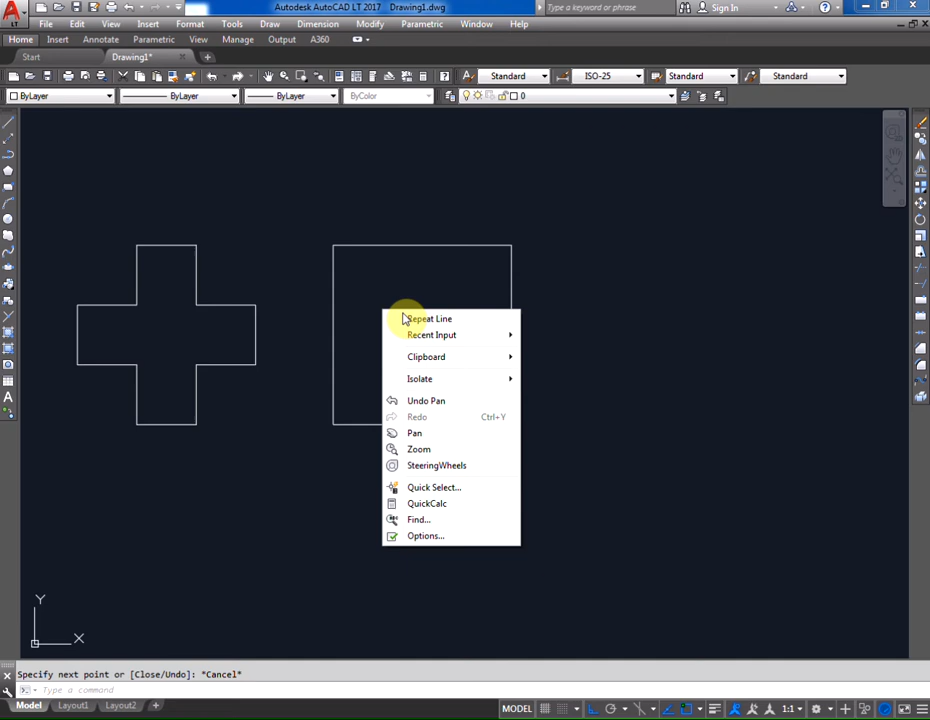 Autodesk AutoCAD LT 2017 Drawing1.dwg
Type a keyword or phrase
Sign In
LT
File Edit View Insert Format Tools Draw Dimension Modify Parametric Window Help
Home Insert Annotate Parametric View Manage Output A360
Start Drawing1*
Standard ISO-25 Standard Standard
ByLayer ByLayer ByLayer ByColor 0
Repeat Line
Recent Input
Clipboard
Isolate
Undo Pan
Redo Ctrl+Y
Pan
Zoom
SteeringWheels
Quick Select...
QuickCalc
Find...
Options...
Y
X
Specify next point or [Close/Undo]: *Cancel*
Type a command
Model Layout1 Layout2 +
MODEL 1:1